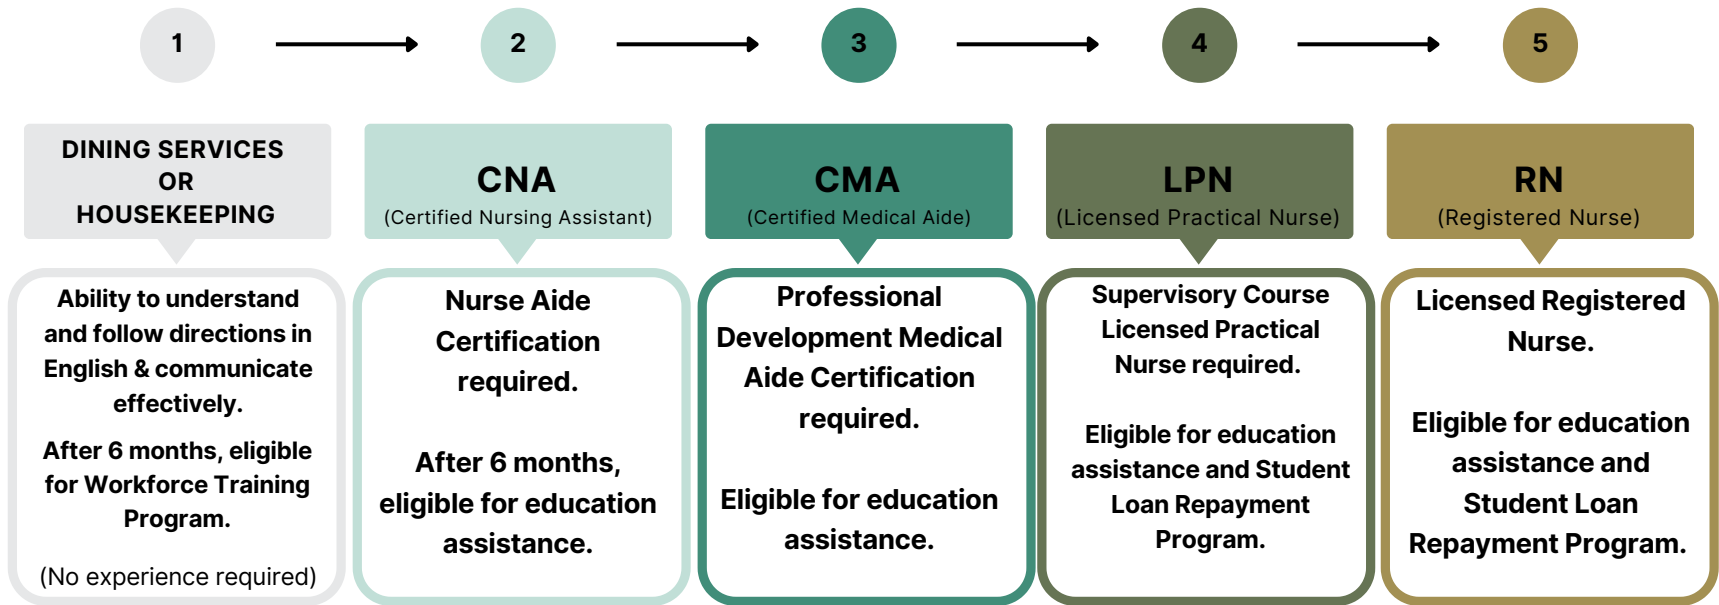 1
2
3
4
5
DINING SERVICES
OR
HOUSEKEEPING
Ability to understand
and follow directions in
English & communicate
effectively.
After 6 months, eligible
for Workforce Training
Program.
(No experience required)
CNA
(Certified Nursing Assistant)
Nurse Aide
Certification
required.
After 6 months,
eligible for education
assistance.
CMA
(Certified Medical Aide)
Professional
Development Medical
Aide Certification
required.
Eligible for education
assistance.
LPN
(Licensed Practical Nurse)
Supervisory Course
Licensed Practical
Nurse required.
Eligible for education
assistance and Student
Loan Repayment
Program.
RN
(Registered Nurse)
Licensed Registered
Nurse.
Eligible for education
assistance and
Student Loan
Repayment Program.